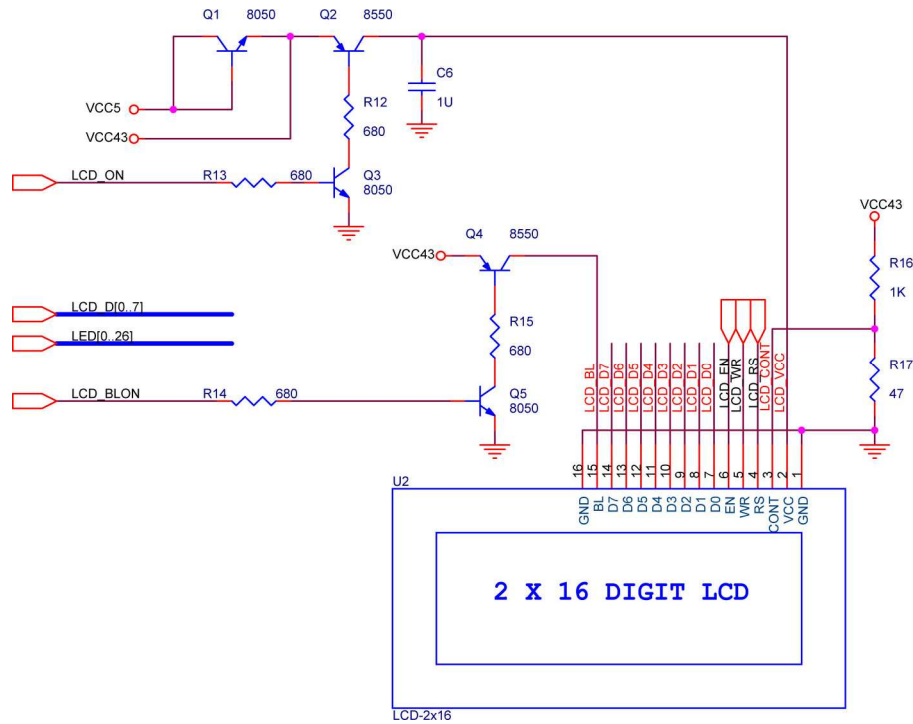 Q1 8050 Q2 8550
C6
1U
VCC5
R12
680
VCC43
LCD_ON
R13 680
Q3
8050
VCC43
Q4 8550
VCC43
R16
1K
LCD_D[0..7]
LED[0..26]
R15
680
R17
47
LCD_BLON
R14 680
Q5
8050
LCD_BL
LCD_D7
LCD_D6
LCD_D5
LCD_D4
LCD_D3
LCD_D2
LCD_D1
LCD_D0
LCD_EN
LCD_WR
LCD_RS
LCD_CONT
LCD_VCC
16 15 14 13 12 11 10 9 8 7 6 5 4 3 2 1
U2
GND BL D7 D6 D5 D4 D3 D2 D1 D0 EN WR RS CONT VCC GND
2 X 16 DIGIT LCD
LCD-2x16